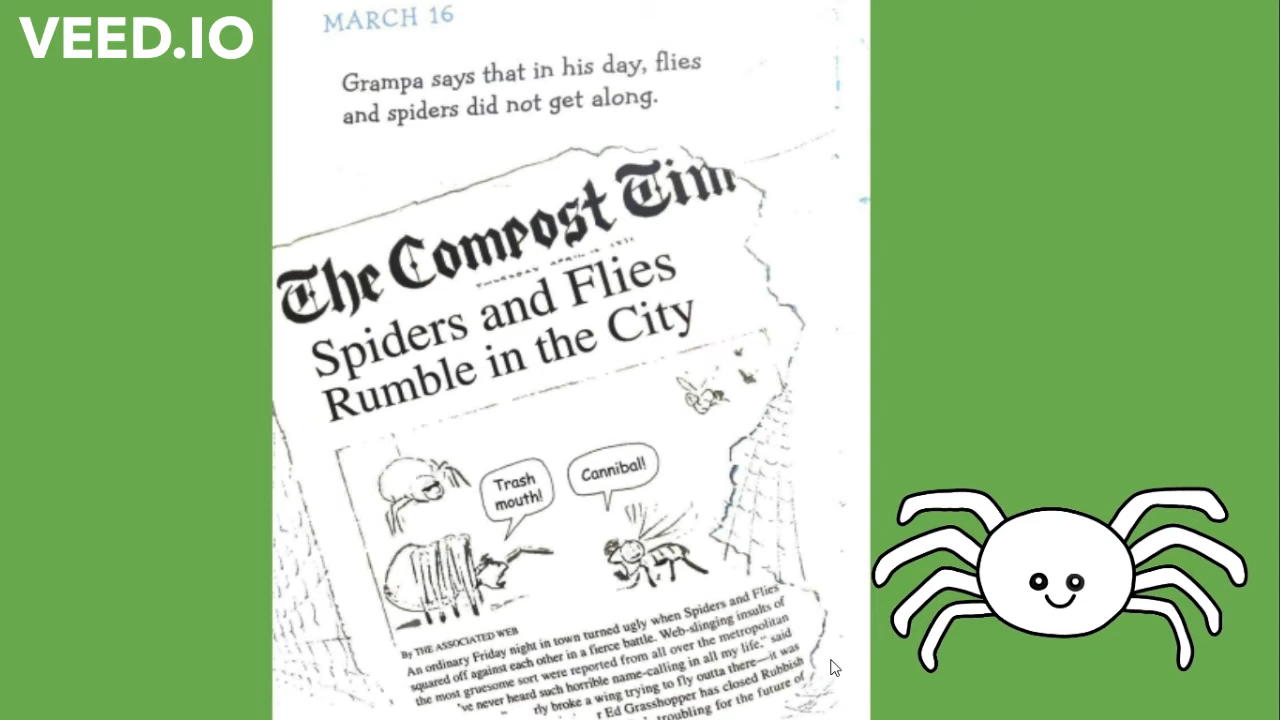 VEED.IO
MARCH 16
Grampa says that in his day, flies
and spiders did not get along.
The Compost Tim
THURSDAY APRIL
Spiders and Flies
Rumble in the City
Trash
mouth!
Cannibal!
By THE ASSOCIATED WEB
An ordinary Friday night in town turned ugly when Spiders and Flies
squared off against each other in a fierce battle. Web-slinging insults of
the most gruesome sort were reported from all over the metropolitan
've never heard such horrible name-calling in all my life," said
rly broke a wing trying to fly outta there—it was
r Ed Grasshopper has closed Rubbish
troubling for the future of